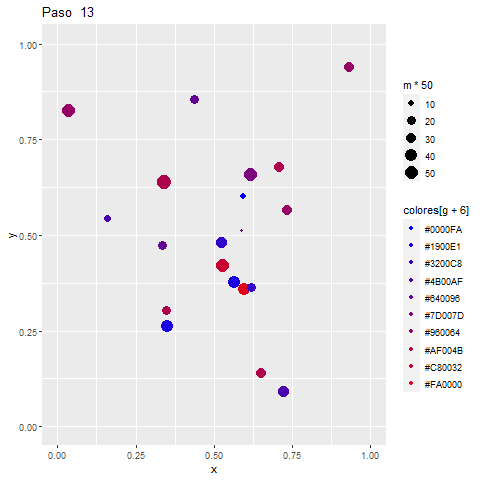 Paso  13
1.00
0.75
0.50
0.25
0.00
y
0.00
0.25
0.50
0.75
1.00
x
m * 50
10
20
30
40
50
colores[g + 6]
#0000FA
#1900E1
#3200C8
#4B00AF
#640096
#7D007D
#960064
#AF004B
#C80032
#FA0000